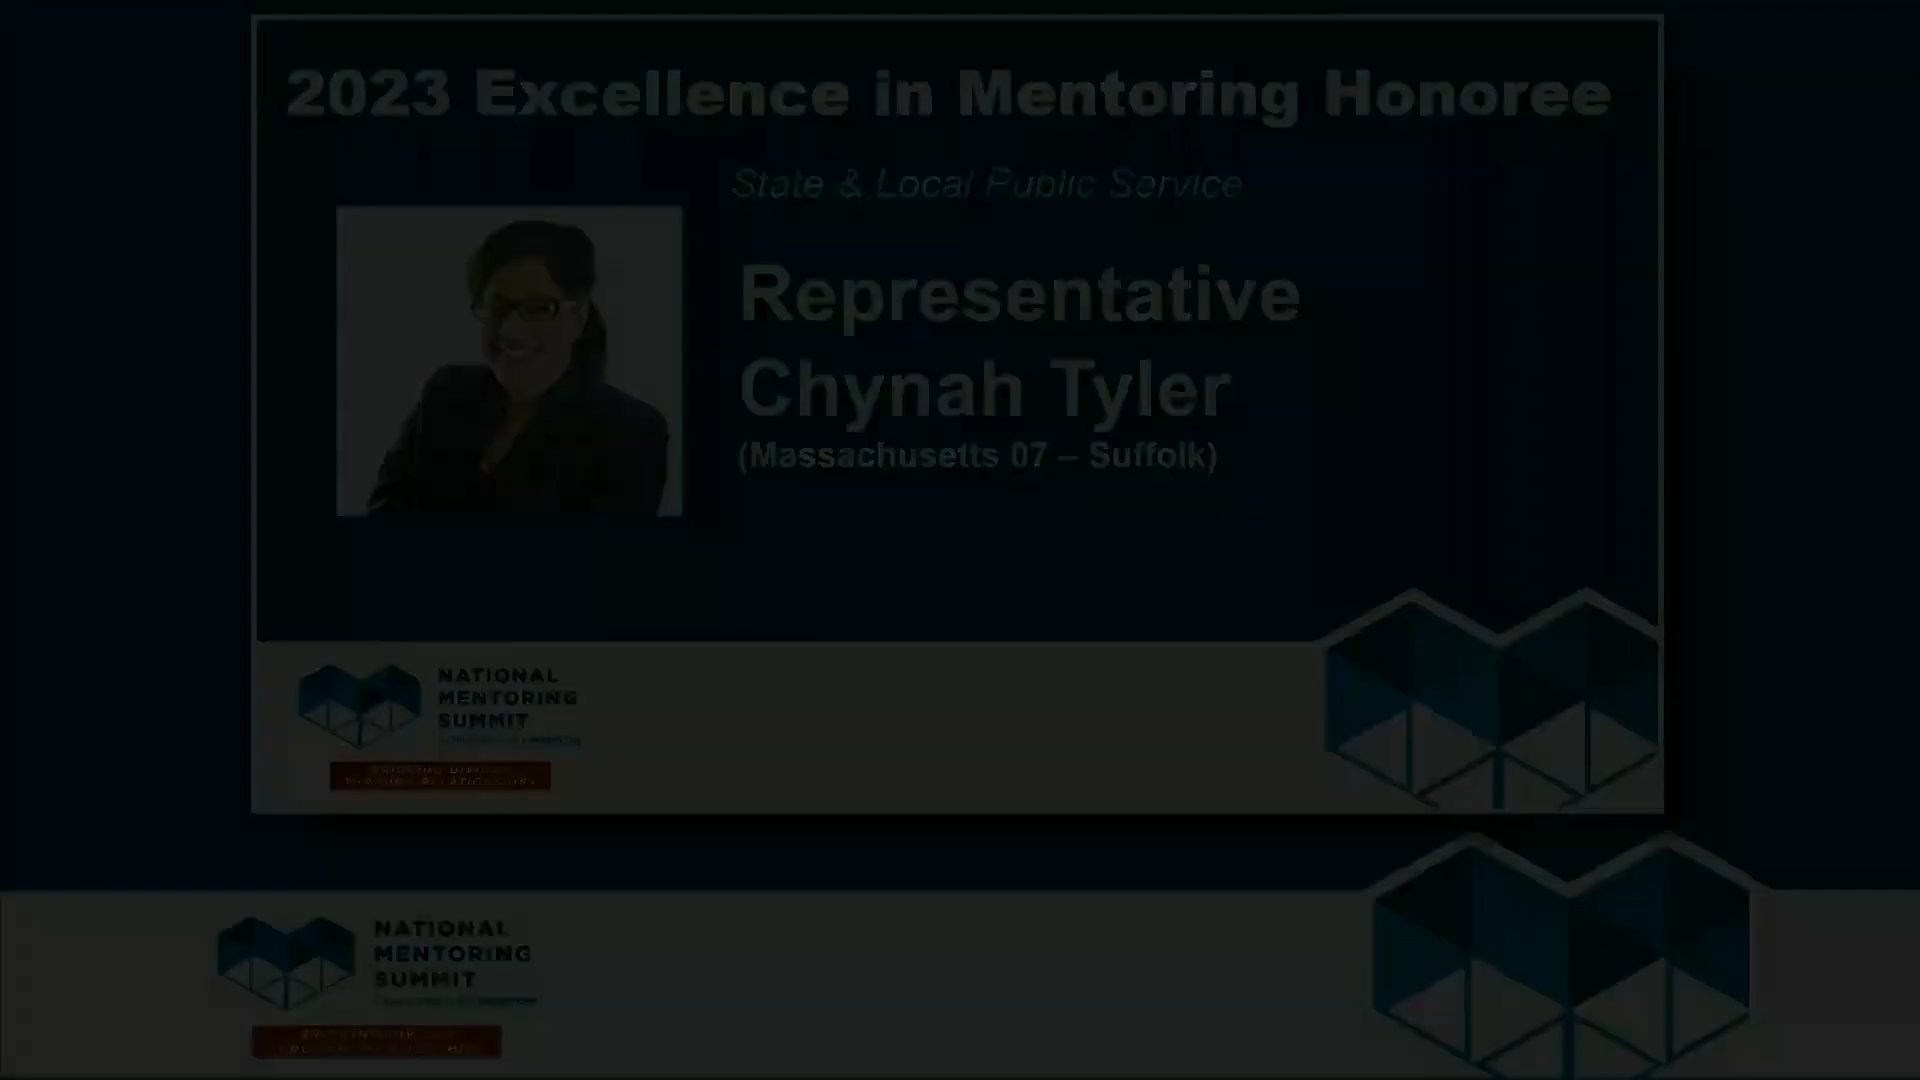 2023 Excellence in Mentoring Honoree
State & Local Public Service
Representative
Chynah Tyler
(Massachusetts 07 – Suffolk)
NATIONAL
MENTORING
SUMMIT
NATIONAL
MENTORING
SUMMIT